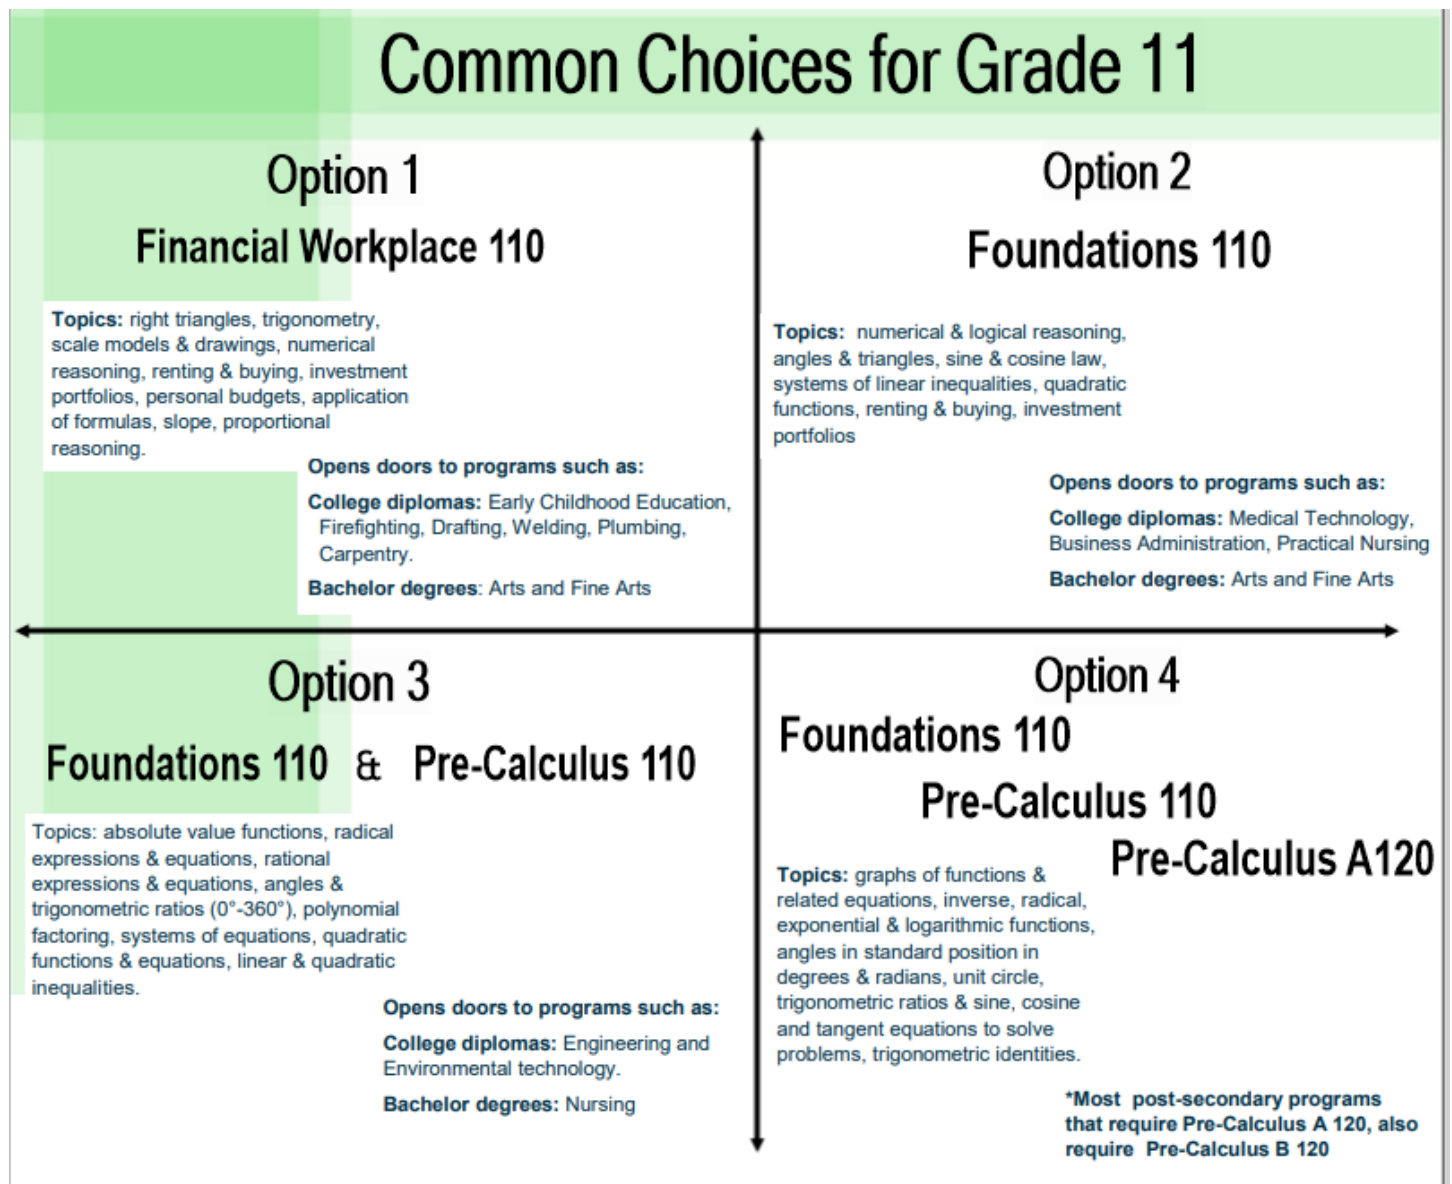 Common Choices for Grade 11
Option 1
Financial Workplace 110
Topics: right triangles, trigonometry,
scale models & drawings, numerical
reasoning, renting & buying, investment
portfolios, personal budgets, application
of formulas, slope, proportional
reasoning.
Opens doors to programs such as:
College diplomas: Early Childhood Education,
Firefighting, Drafting, Welding, Plumbing,
Carpentry.
Bachelor degrees: Arts and Fine Arts
Option 2
Foundations 110
Topics: numerical & logical reasoning,
angles & triangles, sine & cosine law,
systems of linear inequalities, quadratic
functions, renting & buying, investment
portfolios
Opens doors to programs such as:
College diplomas: Medical Technology,
Business Administration, Practical Nursing
Bachelor degrees: Arts and Fine Arts
Option 3
Foundations 110 & Pre-Calculus 110
Topics: absolute value functions, radical
expressions & equations, rational
expressions & equations, angles &
trigonometric ratios (0°-360°), polynomial
factoring, systems of equations, quadratic
functions & equations, linear & quadratic
inequalities.
Opens doors to programs such as:
College diplomas: Engineering and
Environmental technology.
Bachelor degrees: Nursing
Option 4
Foundations 110
Pre-Calculus 110
Pre-Calculus A120
Topics: graphs of functions &
related equations, inverse, radical,
exponential & logarithmic functions,
angles in standard position in
degrees & radians, unit circle,
trigonometric ratios & sine, cosine
and tangent equations to solve
problems, trigonometric identities.
*Most post-secondary programs
that require Pre-Calculus A 120, also
require Pre-Calculus B 120